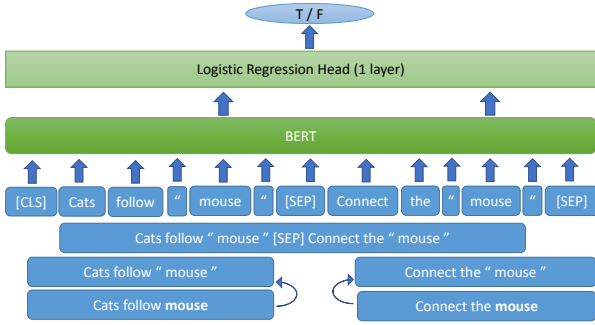 T / F
Logistic Regression Head (1 layer)
BERT
[CLS] Cats follow “ mouse “ [SEP] Connect the “ mouse “ [SEP]
Cats follow “ mouse ” [SEP] Connect the “ mouse ”
Cats follow “ mouse ” Connect the “ mouse ”
Cats follow mouse Connect the mouse